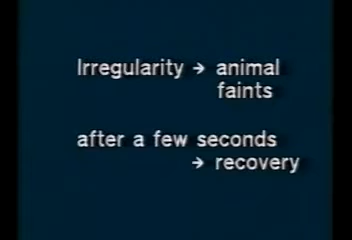 Irregularity → animal
faints
after a few seconds
→ recovery